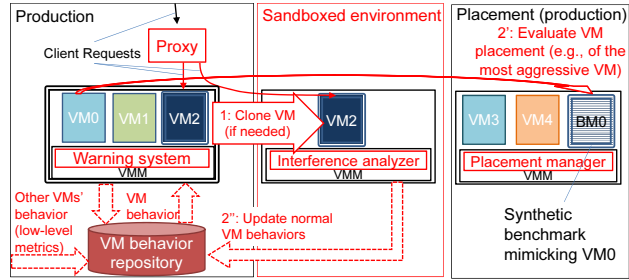 Production
Sandboxed environment
Placement (production)
Client Requests
Proxy
2': Evaluate VM
placement (e.g., of the
most aggressive VM)
VM0
VM1
VM2
1: Clone VM
(if needed)
VM2
VM3
VM4
BM0
Warning system
VMM
Interference analyzer
VMM
Placement manager
VMM
Other VMs'
behavior
(low-level
metrics)
VM
behavior
2'': Update normal
VM behaviors
VM behavior
repository
Synthetic
benchmark
mimicking VM0